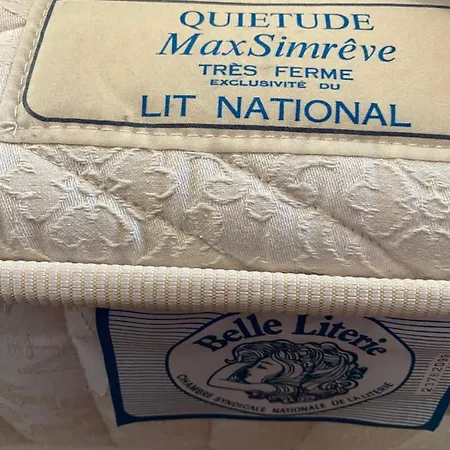 QUIETUDE
MaxSimrêve
TRÈS FERME
EXCLUSIVITÉ DU
LIT NATIONAL
Belle Literie
CHAMBRE SYNDICALE NATIONALE DE LA LITERIE